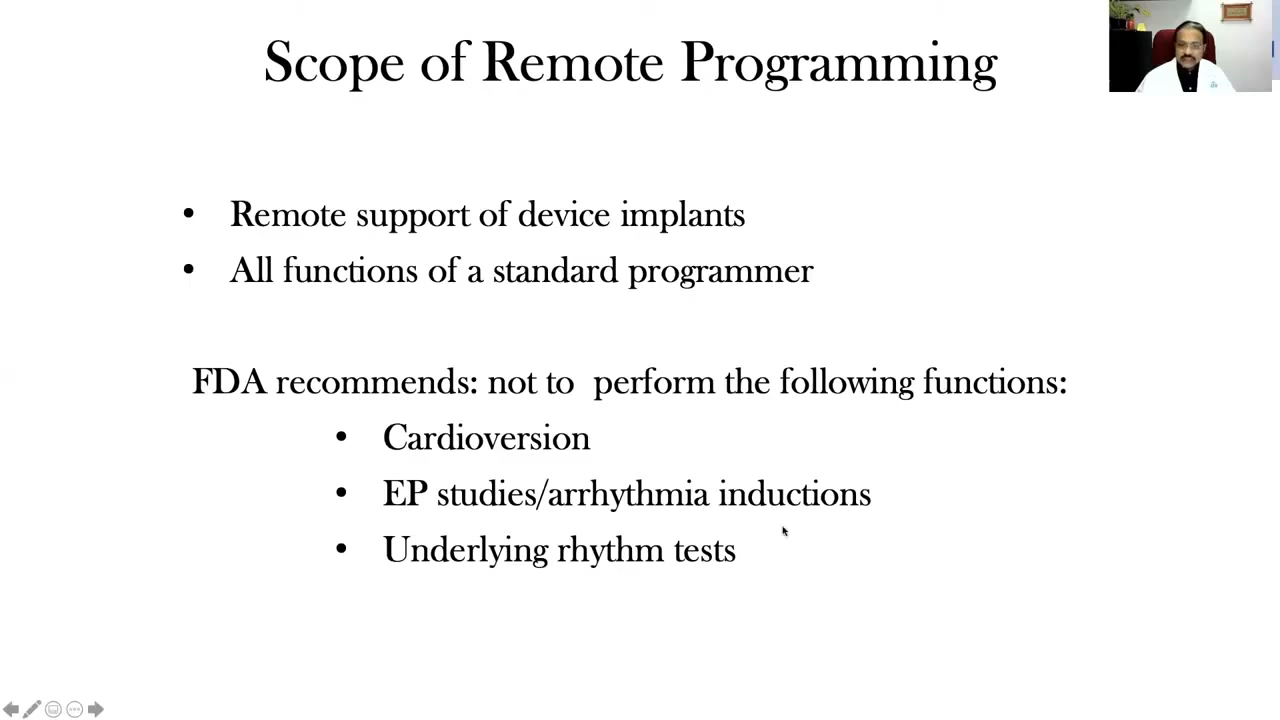 Scope of Remote Programming
• Remote support of device implants
• All functions of a standard programmer
FDA recommends: not to perform the following functions:
• Cardioversion
• EP studies/arrhythmia inductions
• Underlying rhythm tests